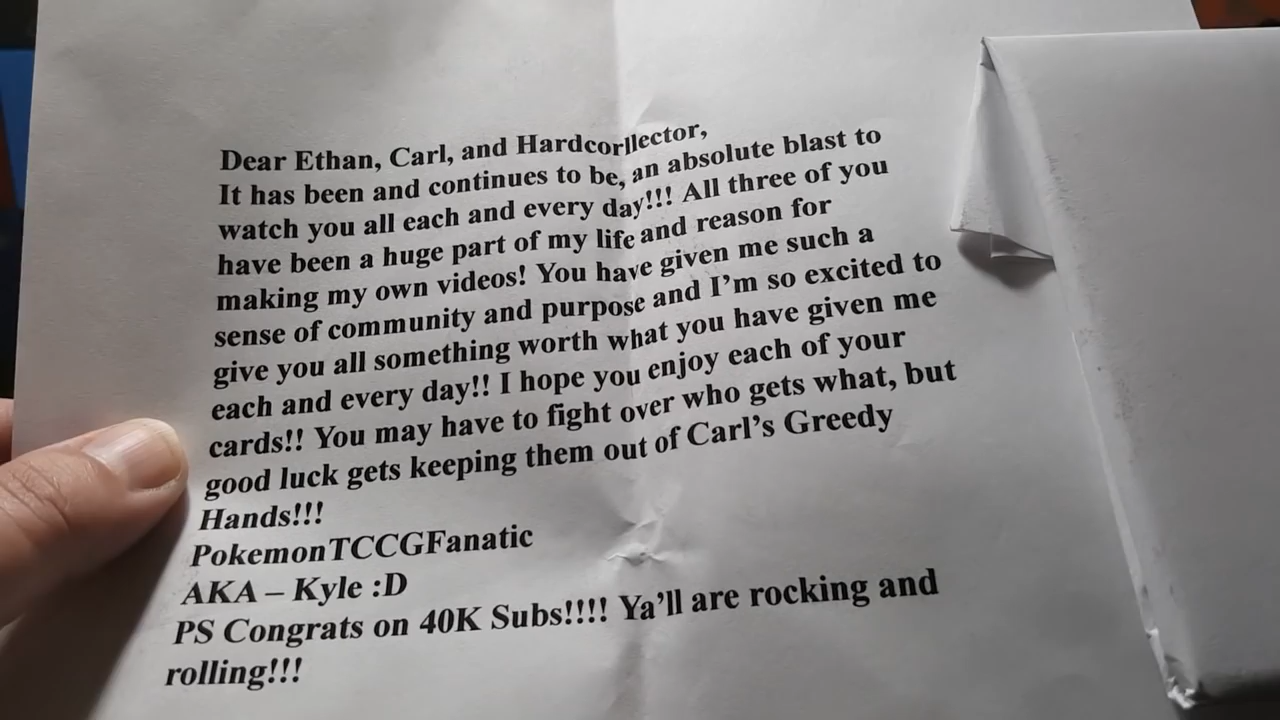 Dear Ethan, Carl, and Hardcorllector,
It has been and continues to be, an absolute blast to
watch you all each and every day!!! All three of you
have been a huge part of my life and reason for
making my own videos! You have given me such a
sense of community and purpose and I'm so excited to
give you all something worth what you have given me
each and every day!! I hope you enjoy each of your
cards!! You may have to fight over who gets what, but
good luck gets keeping them out of Carl's Greedy
Hands!!!
PokemonTCCGFanatic
AKA – Kyle :D
PS Congrats on 40K Subs!!!! Ya'll are rocking and
rolling!!!